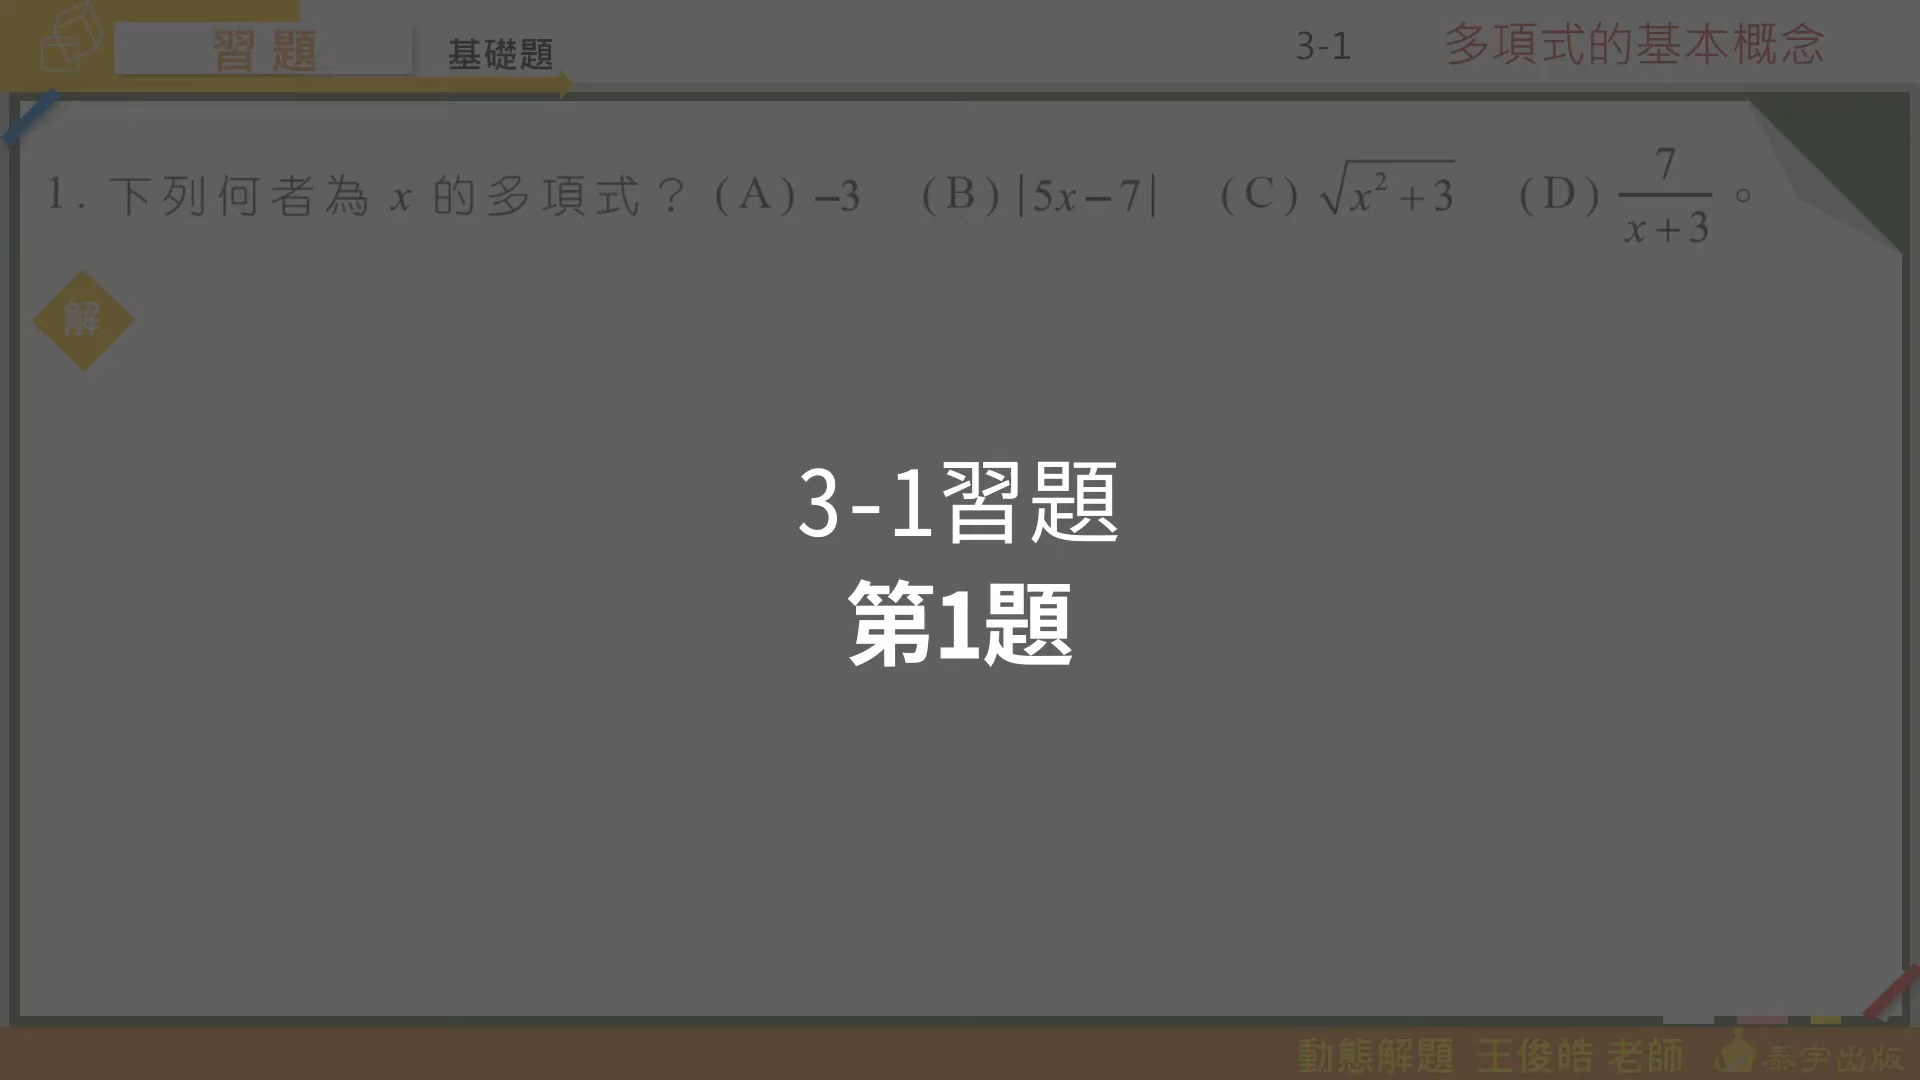 習題 基礎題 3-1 多項式的基本概念
1. 下列何者為 x 的多項式？ (A) −3 (B) |5x−7| (C) √(x²+3) (D) 7/(x+3) 。
解
3-1習題
第1題
動態解題 王俊皓 老師 泰宇出版